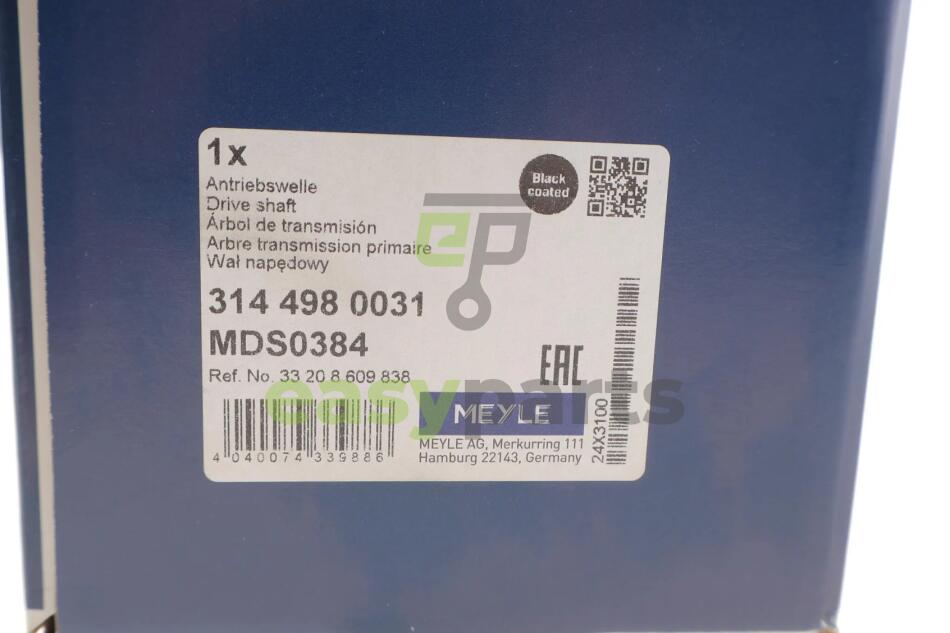 1x
Antriebswelle
Drive shaft
Árbol de transmisión
Arbre transmission primaire
Wał napędowy
Black
coated
ep
314 498 0031
MDS0384
Ref. No. 33 20 8 609 838
EAC
easyparts
MEYLE
MEYLE AG, Merkurring 111
Hamburg 22143, Germany
4 040074 339886
24X3100